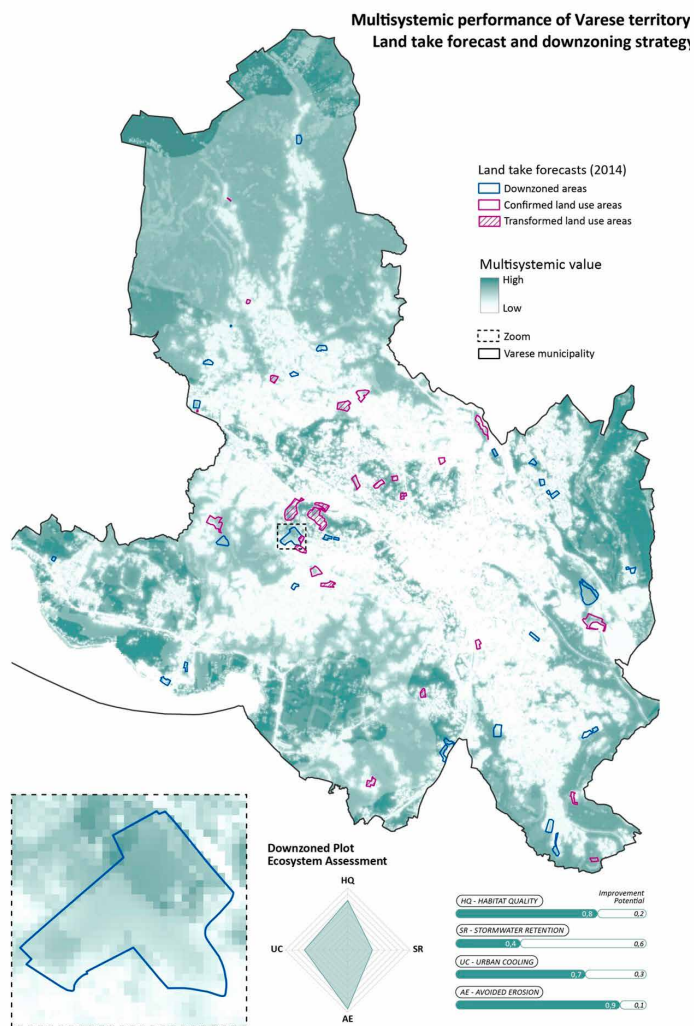 Multisystemic performance of Varese territory
Land take forecast and downzoning strategy
Land take forecasts (2014)
Downzoned areas
Confirmed land use areas
Transformed land use areas
Multisystemic value
High
Low
Zoom
Varese municipality
Downzoned Plot
Ecosystem Assessment
HQ
UC
SR
AE
Improvement
Potential
HQ - HABITAT QUALITY
0,8
0,2
SR - STORMWATER RETENTION
0,4
0,6
UC - URBAN COOLING
0,7
0,3
AE - AVOIDED EROSION
0,9
0,1